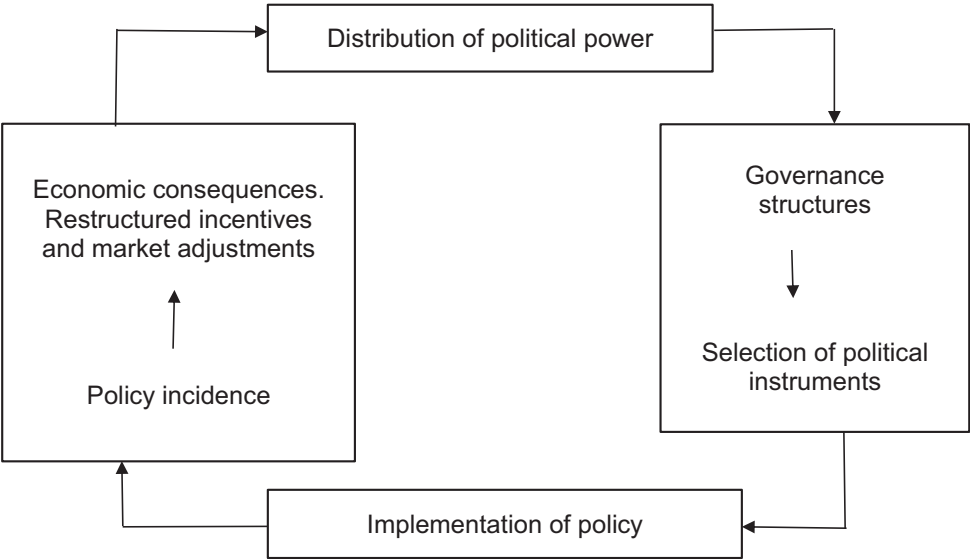 Distribution of political power
Economic consequences.
Restructured incentives
and market adjustments
Policy incidence
Governance
structures
Selection of political
instruments
Implementation of policy